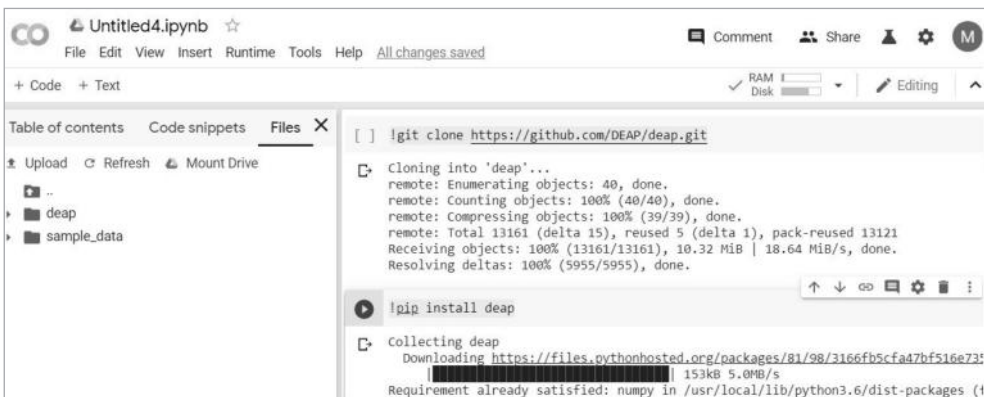 CO Untitled4.ipynb
File Edit View Insert Runtime Tools Help All changes saved
Comment Share M
+ Code + Text
RAM
Disk
Editing
Table of contents Code snippets Files X
Upload Refresh Mount Drive
..
deap
sample_data
[ ] !git clone https://github.com/DEAP/deap.git
Cloning into 'deap'...
remote: Enumerating objects: 40, done.
remote: Counting objects: 100% (40/40), done.
remote: Compressing objects: 100% (39/39), done.
remote: Total 13161 (delta 15), reused 5 (delta 1), pack-reused 13121
Receiving objects: 100% (13161/13161), 10.32 MiB | 18.64 MiB/s, done.
Resolving deltas: 100% (5955/5955), done.
!pip install deap
Collecting deap
Downloading https://files.pythonhosted.org/packages/81/98/3166fb5cfa47bf516e735
| | 153kB 5.0MB/s
Requirement already satisfied: numpy in /usr/local/lib/python3.6/dist-packages (f